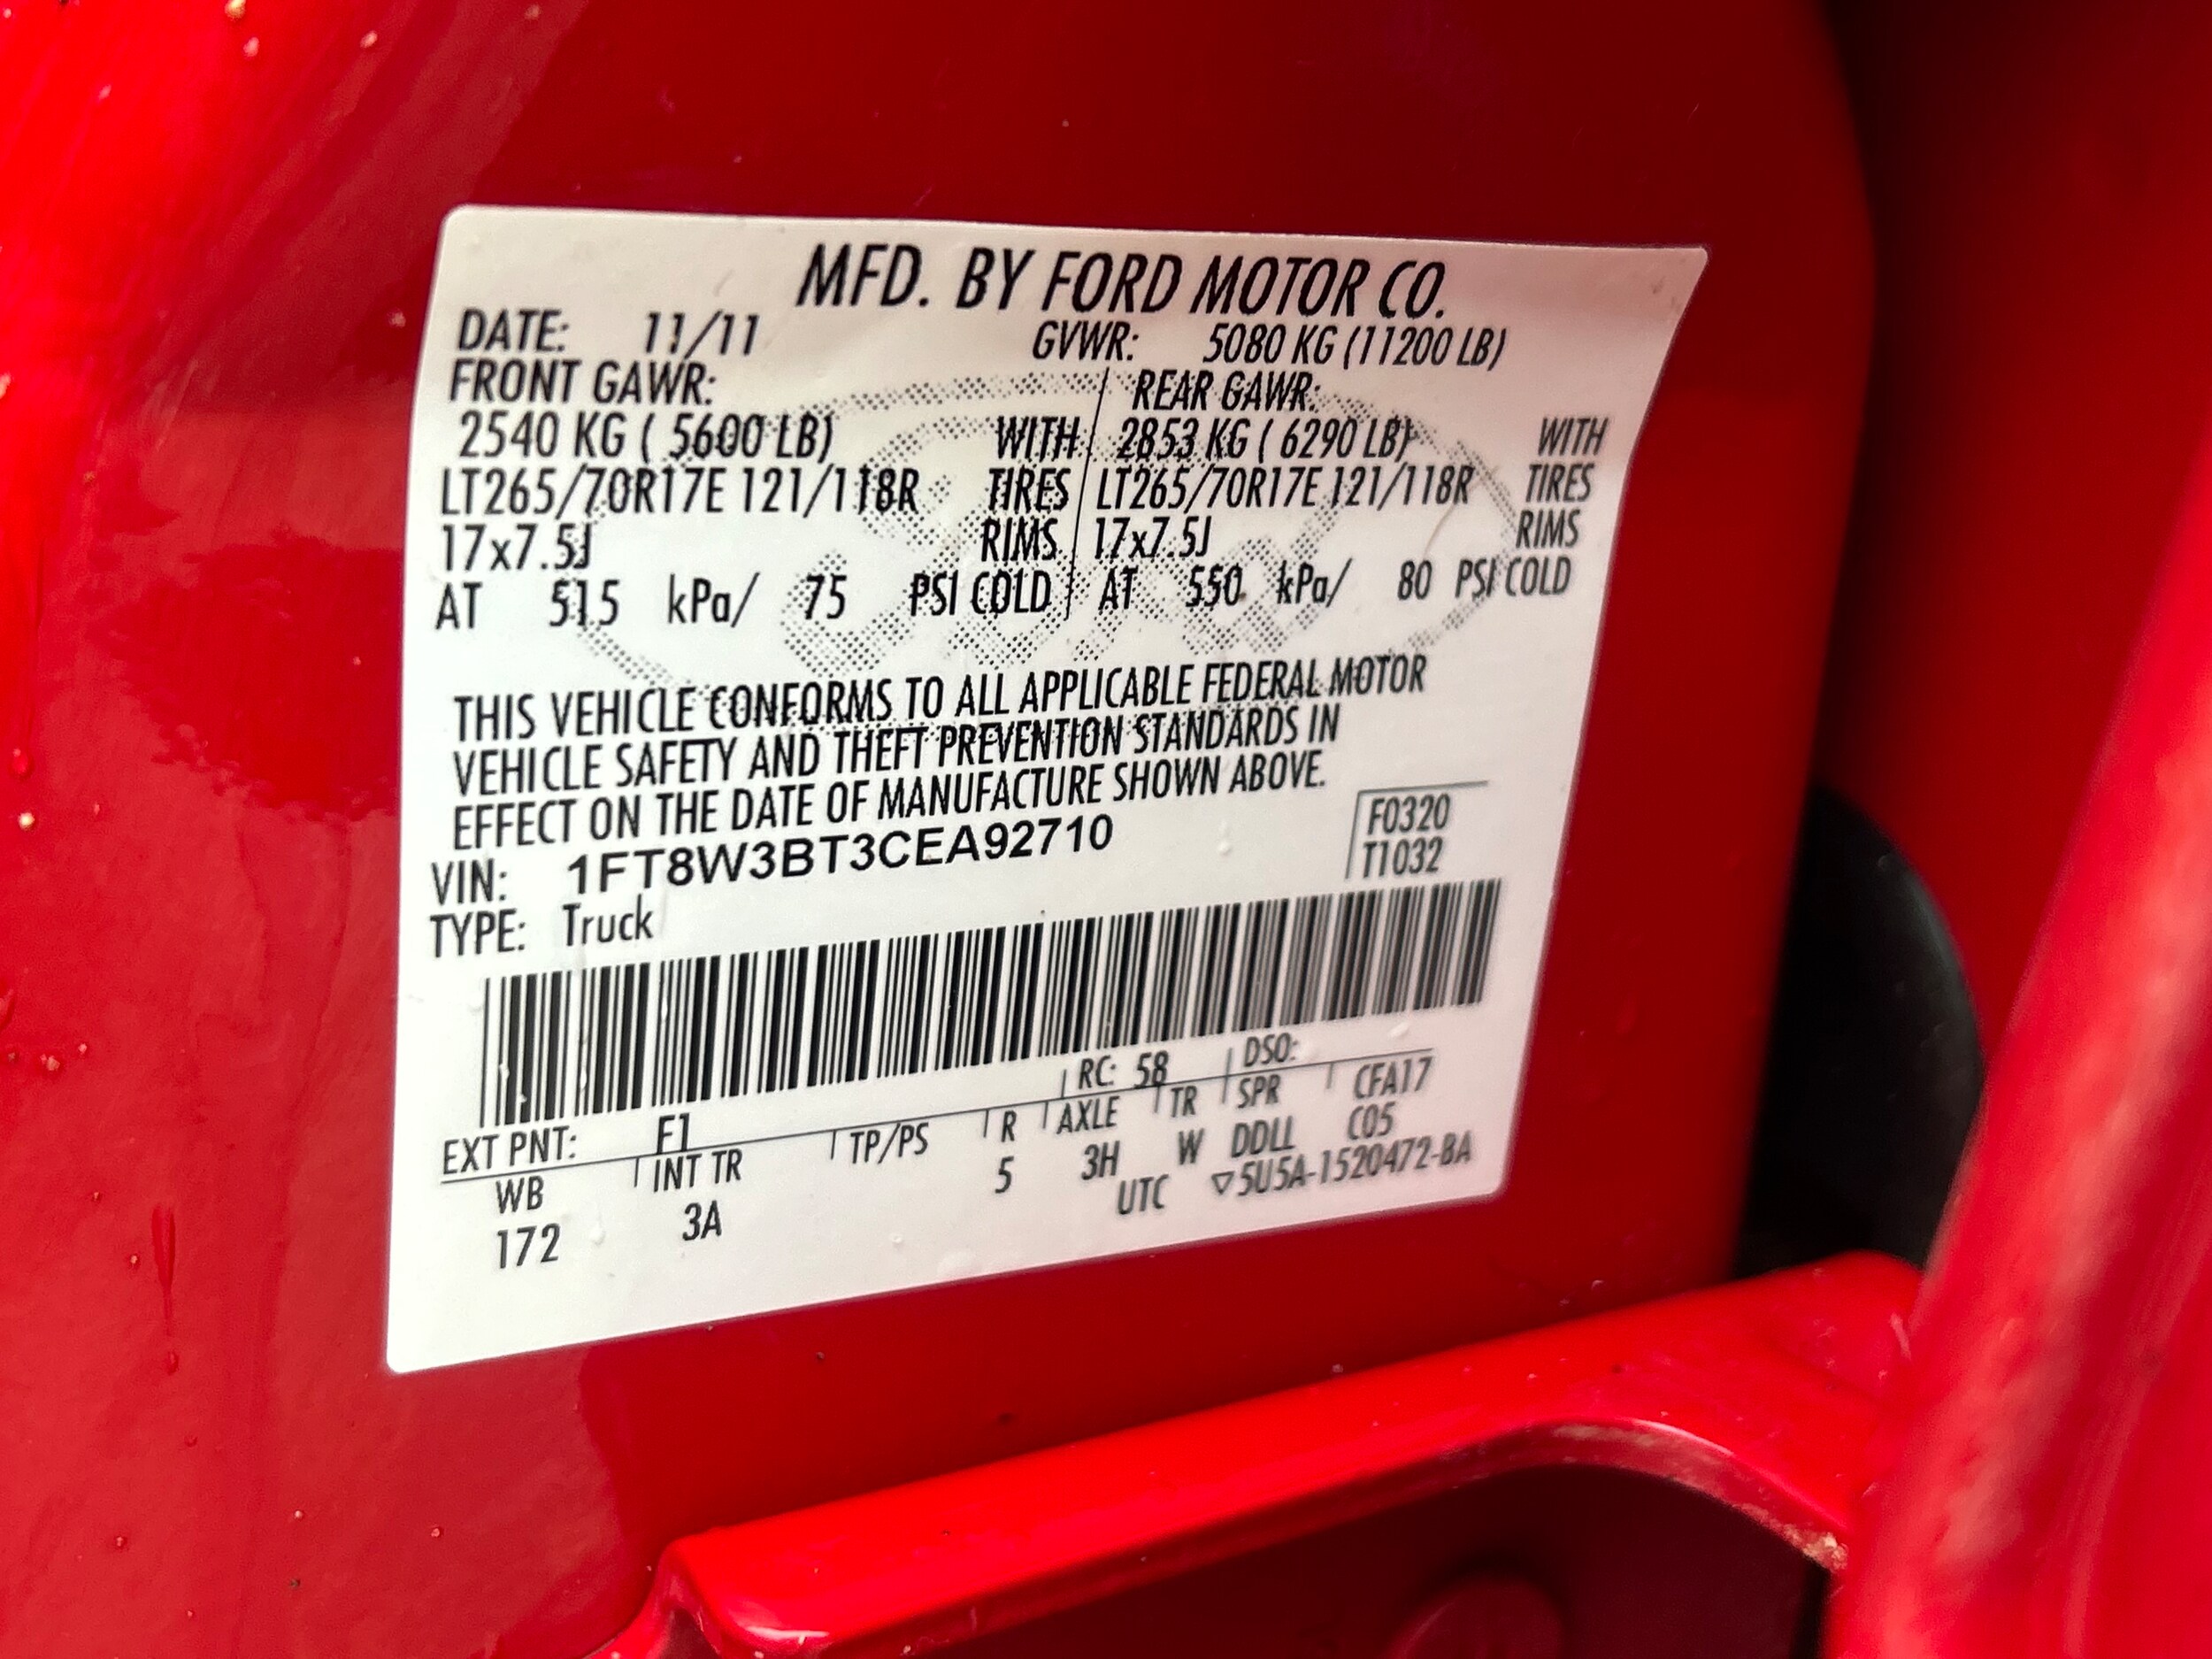 MFD. BY FORD MOTOR CO.
DATE: 11/11 GVWR: 5080 KG (11200 LB)
FRONT GAWR: REAR GAWR:
2540 KG ( 5600 LB) WITH 2853 KG ( 6290 LB) WITH
LT265/70R17E 121/118R TIRES LT265/70R17E 121/118R TIRES
17x7.5J RIMS 17x7.5J RIMS
AT 515 kPa/ 75 PSI COLD AT 550 kPa/ 80 PSI COLD
THIS VEHICLE CONFORMS TO ALL APPLICABLE FEDERAL MOTOR
VEHICLE SAFETY AND THEFT PREVENTION STANDARDS IN
EFFECT ON THE DATE OF MANUFACTURE SHOWN ABOVE.
F0320
VIN: 1FT8W3BT3CEA92710 T1032
TYPE: Truck
EXT PNT: F1 RC: 58 DSO:
WB INT TR TP/PS R AXLE TR SPR CFA17
172 3A 5 3H W DDLL C05
UTC ▽5U5A-1520472-BA